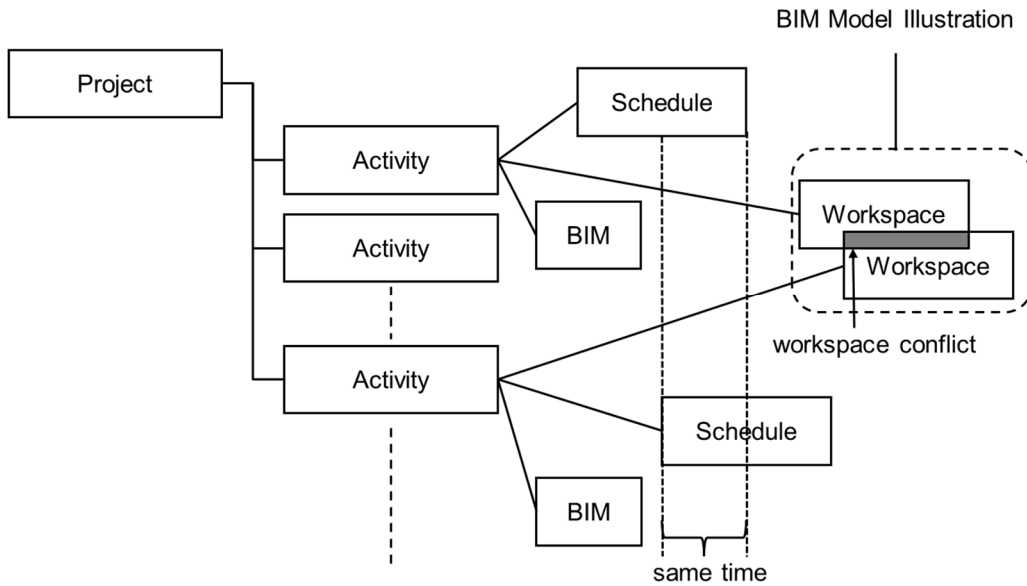 BIM Model Illustration
Project
Schedule
Activity
Workspace
BIM
Activity
Workspace
workspace conflict
Activity
Schedule
BIM
same time